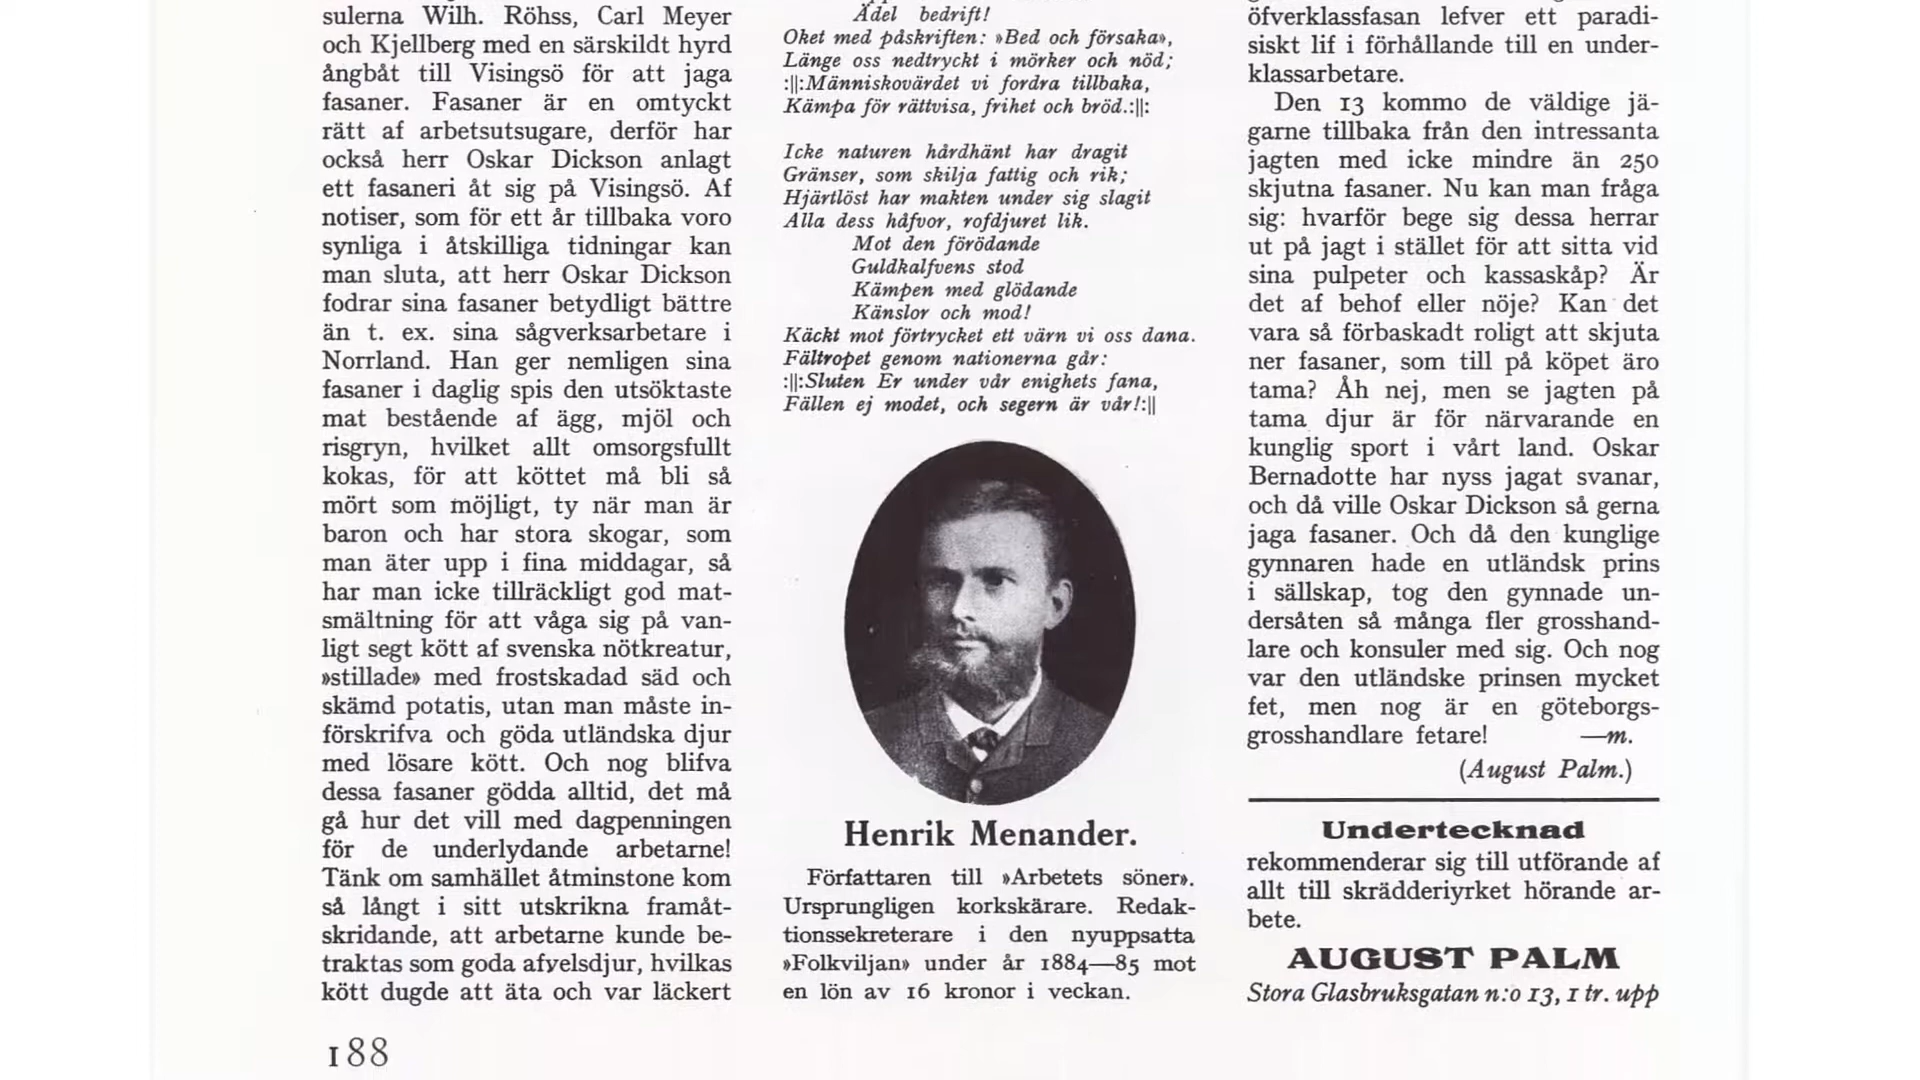 sulerna Wilh. Röhss, Carl Meyer
och Kjellberg med en särskildt hyrd
ångbåt till Visingsö för att jaga
fasaner. Fasaner är en omtyckt
rätt af arbetsutsugare, derför har
också herr Oskar Dickson anlagt
ett fasaneri åt sig på Visingsö. Af
notiser, som för ett år tillbaka voro
synliga i åtskilliga tidningar kan
man sluta, att herr Oskar Dickson
fodrar sina fasaner betydligt bättre
än t. ex. sina sågverksarbetare i
Norrland. Han ger nemligen sina
fasaner i daglig spis den utsöktaste
mat bestående af ägg, mjöl och
risgryn, hvilket allt omsorgsfullt
kokas, för att köttet må bli så
mört som möjligt, ty när man är
baron och har stora skogar, som
man äter upp i fina middagar, så
har man icke tillräckligt god mat-
smältning för att våga sig på van-
ligt segt kött af svenska nötkreatur,
»stillade» med frostskadad säd och
skämd potatis, utan man måste in-
förskrifva och göda utländska djur
med lösare kött. Och nog blifva
dessa fasaner gödda alltid, det må
gå hur det vill med dagpenningen
för de underlydande arbetarne!
Tänk om samhället åtminstone kom
så långt i sitt utskrikna framåt-
skridande, att arbetarne kunde be-
traktas som goda afvelsdjur, hvilkas
kött dugde att äta och var läckert
188
Ädel bedrift!
Oket med påskriften: »Bed och försaka»,
Länge oss nedtryckt i mörker och nöd;
:||:Människovärdet vi fordra tillbaka,
Kämpa för rättvisa, frihet och bröd.:||:
Icke naturen hårdhänt har dragit
Gränser, som skilja fattig och rik;
Hjärtlöst har makten under sig slagit
Alla dess håfvor, rofdjuret lik.
Mot den förödande
Guldkalfvens stod
Kämpen med glödande
Känslor och mod!
Käckt mot förtrycket ett värn vi oss dana.
Fältropet genom nationerna går:
:||:Sluten Er under vår enighets fana,
Fällen ej modet, och segern är vår!:||
Henrik Menander.
Författaren till »Arbetets söner».
Ursprungligen korkskärare. Redak-
tionssekreterare i den nyuppsatta
»Folkviljan» under år 1884—85 mot
en lön av 16 kronor i veckan.
öfverklassfasan lefver ett paradi-
siskt lif i förhållande till en under-
klassarbetare.
Den 13 kommo de väldige jä-
garne tillbaka från den intressanta
jagten med icke mindre än 250
skjutna fasaner. Nu kan man fråga
sig: hvarför bege sig dessa herrar
ut på jagt i stället för att sitta vid
sina pulpeter och kassaskåp? Är
det af behof eller nöje? Kan det
vara så förbaskadt roligt att skjuta
ner fasaner, som till på köpet äro
tama? Åh nej, men se jagten på
tama djur är för närvarande en
kunglig sport i vårt land. Oskar
Bernadotte har nyss jagat svanar,
och då ville Oskar Dickson så gerna
jaga fasaner. Och då den kunglige
gynnaren hade en utländsk prins
i sällskap, tog den gynnade un-
dersåten så många fler grosshand-
lare och konsuler med sig. Och nog
var den utländske prinsen mycket
fet, men nog är en göteborgs-
grosshandlare fetare! —m.
(August Palm.)
Undertecknad
rekommenderar sig till utförande af
allt till skrädderiyrket hörande ar-
bete.
AUGUST PALM
Stora Glasbruksgatan n:o 13, 1 tr. upp